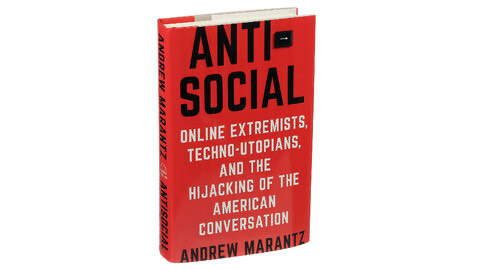 ANTI
SOCIAL
ONLINE EXTREMISTS,
TECHNO-UTOPIANS,
AND THE
HIJACKING OF THE
AMERICAN
CONVERSATION
ANDREW MARANTZ
ANDREW MARANTZ ANTISOCIAL